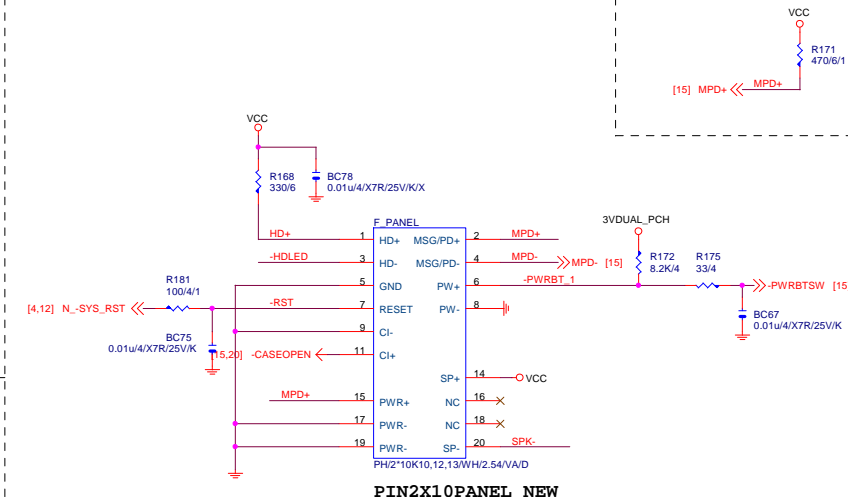 VCC
R171
470/6/1
[15] MPD+ MPD+
VCC
R168
330/6
BC78
0.01u/4/X7R/25V/K/X
F_PANEL
3VDUAL_PCH
HD+ 1 HD+ MSG/PD+ 2 MPD+
-HDLED 3 HD- MSG/PD- 4 MPD- MPD- [15]
R172
8.2K/4
R175
33/4
5 GND PW+ 6 -PWRBT_1 -PWRBTSW [15
R181
100/4/1
[4,12] N_-SYS_RST -RST 7 RESET PW- 8
BC67
0.01u/4/X7R/25V/K
9 CI-
BC75
0.01u/4/X7R/25V/K
15,20] -CASEOPEN 11 CI+
SP+ 14 VCC
MPD+ 15 PWR+ NC 16
17 PWR- NC 18
19 PWR- SP- 20 SPK-
PH/2*10K10,12,13/WH/2.54/VA/D
PIN2X10PANEL NEW